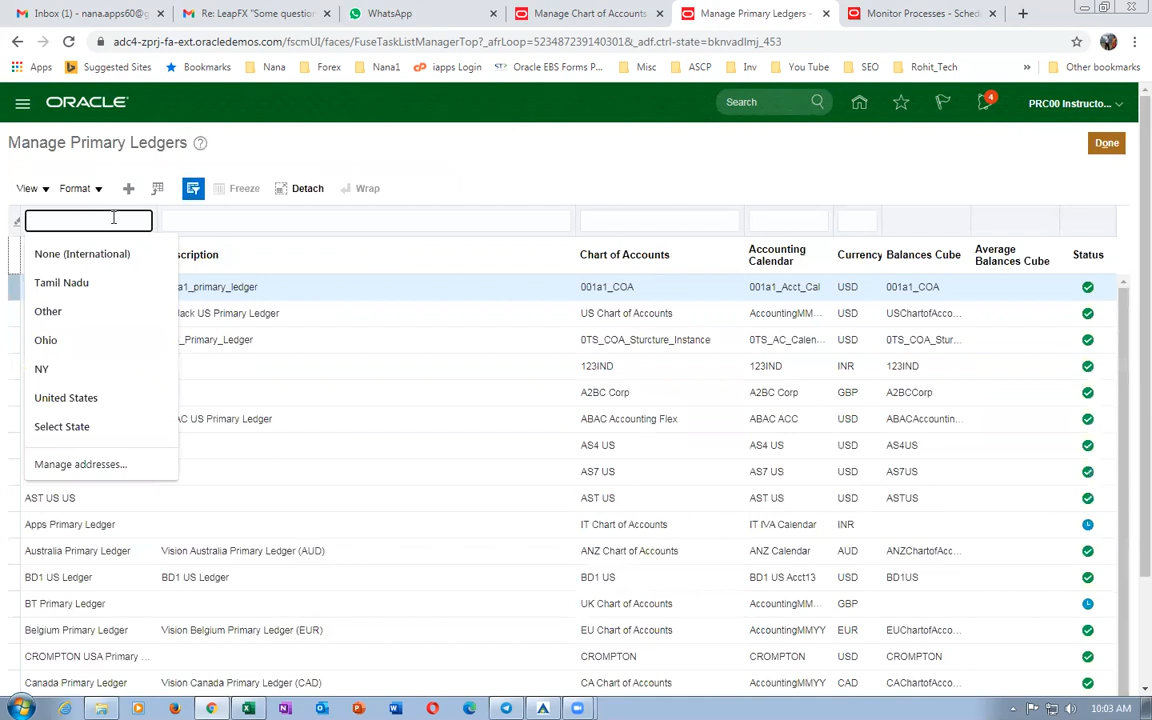 Inbox (1) - nana.apps60@g
Re: LeapFX "Some question
WhatsApp
Manage Chart of Accounts
Manage Primary Ledgers -
Monitor Processes - Sched
adc4-zprj-fa-ext.oracledemos.com/fscmUI/faces/FuseTaskListManagerTop?_afrLoop=5234872391403018&_adf.ctrl-state=bknvadlmj_453
Apps
Suggested Sites
Bookmarks
Nana
Forex
Nana1
iapps Login
Oracle EBS Forms P...
Misc
ASCP
Inv
You Tube
SEO
Rohit_Tech
»
Other bookmarks
ORACLE
Search
4
PRC00 Instructo...
Manage Primary Ledgers
Done
View
Format
Freeze
Detach
Wrap
scription
Chart of Accounts
Accounting Calendar
Currency
Balances Cube
Average Balances Cube
Status
None (International)
Tamil Nadu
Other
Ohio
NY
United States
Select State
Manage addresses...
a1_primary_ledger 001a1_COA 001a1_Acct_Cal USD 001a1_COA
Jack US Primary Ledger US Chart of Accounts AccountingMM... USD USChartofAcco...
_Primary_Ledger 0TS_COA_Sturcture_Instance 0TS_AC_Calen... USD 0TS_COA_Stur...
123IND 123IND INR 123IND
A2BC Corp A2BC Corp GBP A2BCCorp
AC US Primary Ledger ABAC Accounting Flex ABAC ACC USD ABACAccountin...
AS4 US AS4 US USD AS4US
AS7 US AS7 US USD AS7US
AST US US AST US AST US USD ASTUS
Apps Primary Ledger IT Chart of Accounts IT IVA Calendar INR
Australia Primary Ledger Vision Australia Primary Ledger (AUD) ANZ Chart of Accounts ANZ Calendar AUD ANZChartofAcc...
BD1 US Ledger BD1 US Ledger BD1 US BD1 US Acct13 USD BD1US
BT Primary Ledger UK Chart of Accounts AccountingMM... GBP
Belgium Primary Ledger Vision Belgium Primary Ledger (EUR) EU Chart of Accounts AccountingMMYY EUR EUChartofAcco...
CROMPTON USA Primary ... CROMPTON CROMPTON USD CROMPTON
Canada Primary Ledger Vision Canada Primary Ledger (CAD) CA Chart of Accounts AccountingMMYY CAD CAChartofAcco...
10:03 AM